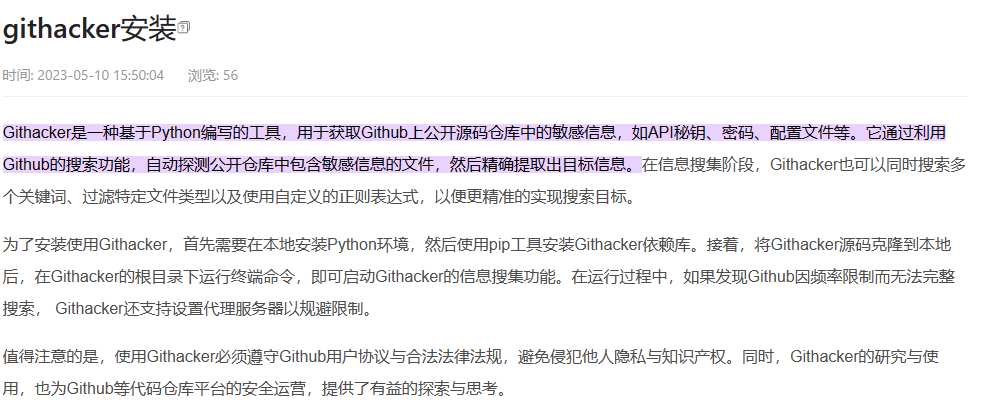 githacker安装
时间: 2023-05-10 15:50:04 浏览: 56
Githacker是一种基于Python编写的工具，用于获取Github上公开源码仓库中的敏感信息，如API秘钥、密码、配置文件等。它通过利用
Github的搜索功能，自动探测公开仓库中包含敏感信息的文件，然后精确提取出目标信息。在信息搜集阶段，Githacker也可以同时搜索多
个关键词、过滤特定文件类型以及使用自定义的正则表达式，以便更精准的实现搜索目标。
为了安装使用Githacker，首先需要在本地安装Python环境，然后使用pip工具安装Githacker依赖库。接着，将Githacker源码克隆到本地
后，在Githacker的根目录下运行终端命令，即可启动Githacker的信息搜集功能。在运行过程中，如果发现Github因频率限制而无法完整
搜索， Githacker还支持设置代理服务器以规避限制。
值得注意的是，使用Githacker必须遵守Github用户协议与合法法律法规，避免侵犯他人隐私与知识产权。同时，Githacker的研究与使
用，也为Github等代码仓库平台的安全运营，提供了有益的探索与思考。